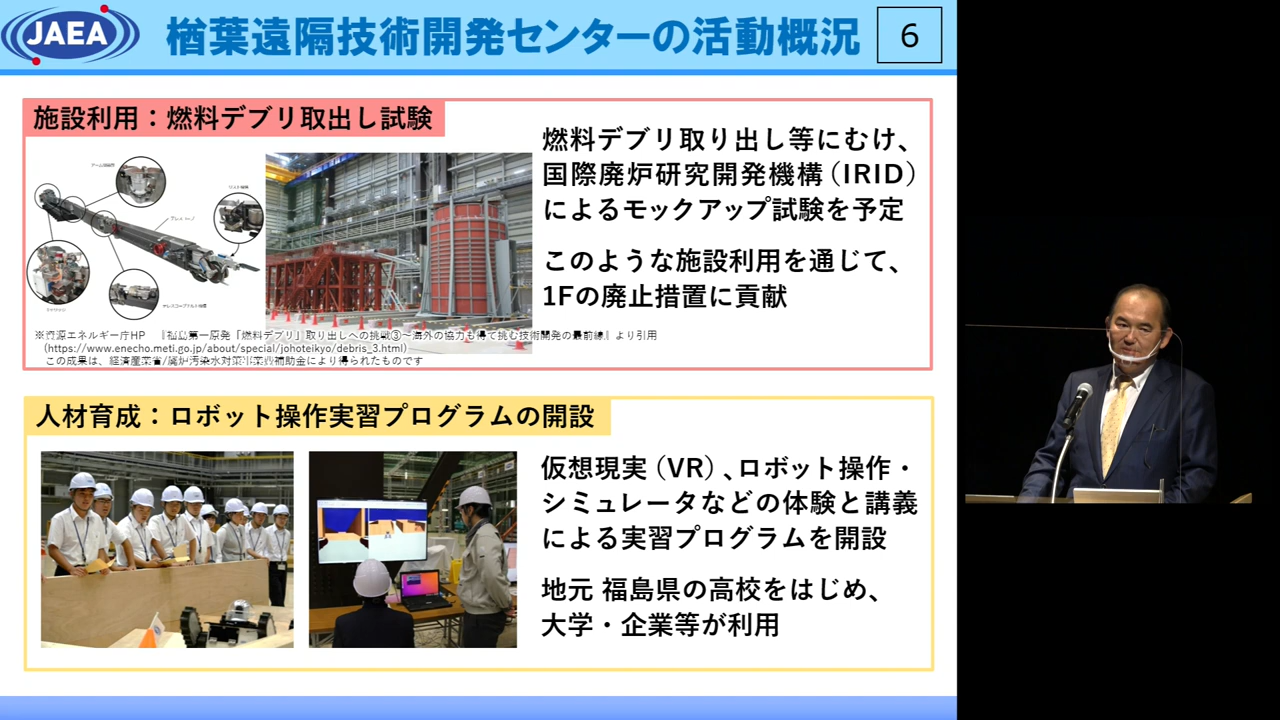 JAEA
楢葉遠隔技術開発センターの活動概況
6
施設利用：燃料デブリ取出し試験
燃料デブリ取り出し等にむけ、
国際廃炉研究開発機構（IRID）
によるモックアップ試験を予定
このような施設利用を通じて、
1Fの廃止措置に貢献
※資源エネルギー庁HP 『福島第一原発「燃料デブリ」取り出しへの挑戦③～海外の協力も得て挑む技術開発の最前線』より引用
(https://www.enecho.meti.go.jp/about/special/johoteikyo/debris_3.html)
この成果は、経済産業省/廃炉汚染水対策事業費補助金により得られたものです
人材育成：ロボット操作実習プログラムの開設
仮想現実（VR）、ロボット操作・
シミュレータなどの体験と講義
による実習プログラムを開設
地元 福島県の高校をはじめ、
大学・企業等が利用